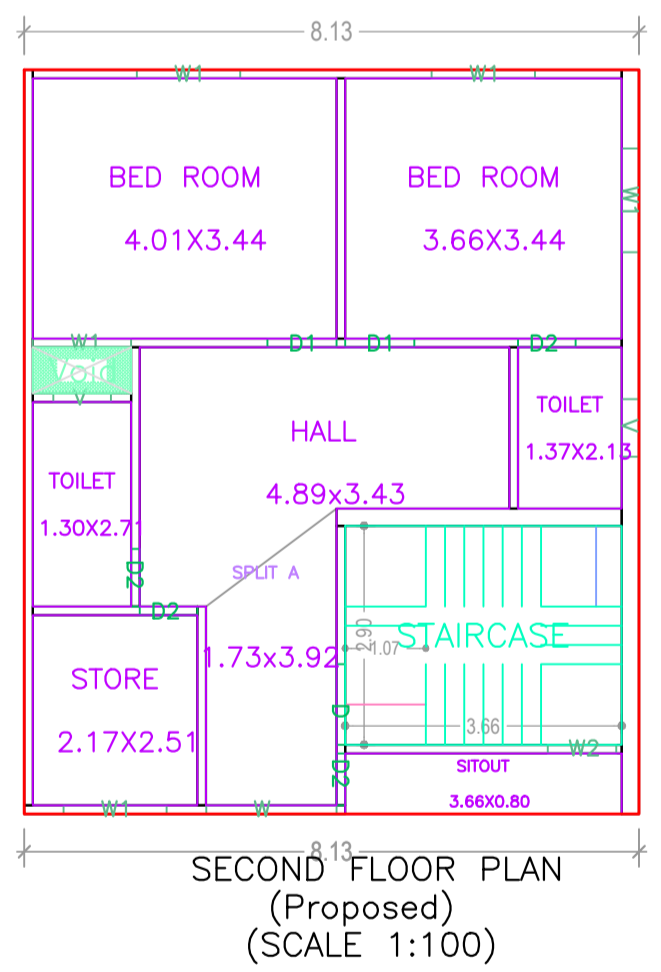 8.13
W1
W1
BED ROOM
4.01X3.44
BED ROOM
3.66X3.44
W1
W1
D1
D1
D2
Void
V
TOILET
1.30X2.71
HALL
4.89x3.43
TOILET
1.37X2.13
V
SPLIT A
D2
D2
1.73x3.92
STORE
2.17X2.51
STAIRCASE
2.90
1.07
3.66
D
D2
W2
SITOUT
3.66X0.80
W1
W
8.13
SECOND FLOOR PLAN
(Proposed)
(SCALE 1:100)